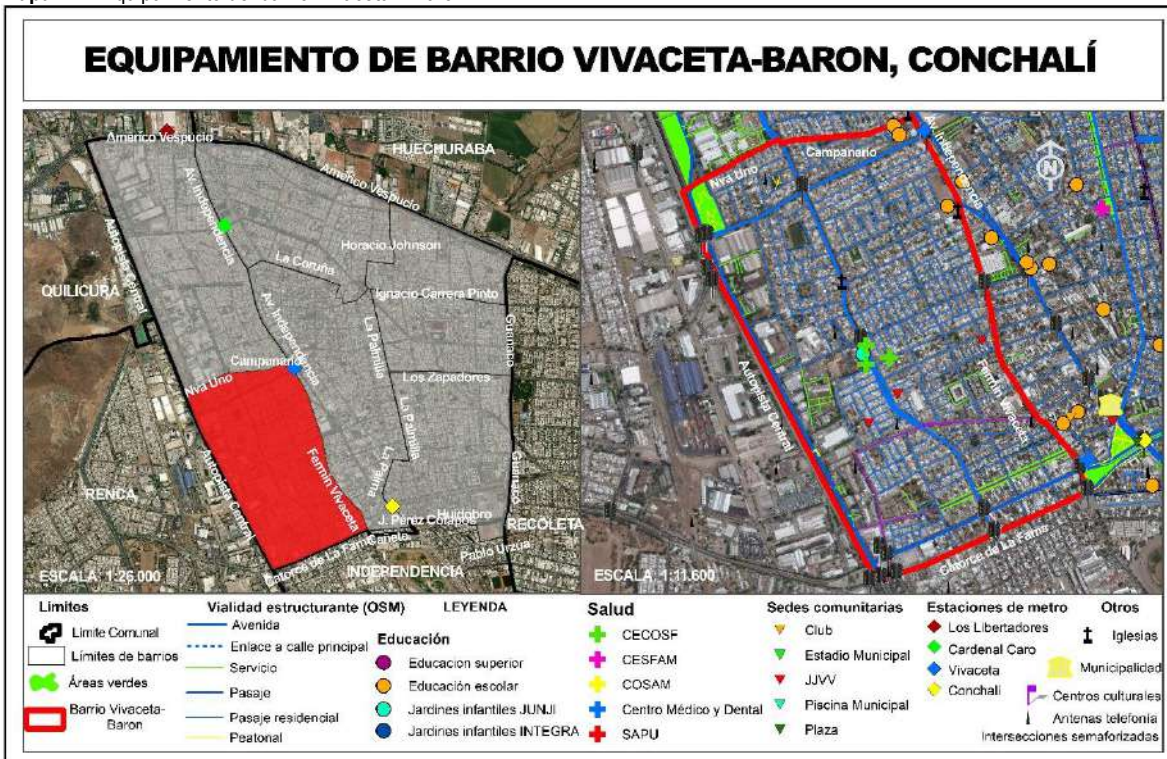 EQUIPAMIENTO DE BARRIO VIVACETA-BARON, CONCHALÍ
Americo Vespucio
HUECHURABA
Américo Vespucio
Av. Independencia
Autopista Central
Horacio Johnson
La Coruña
QUILICURA
Ignacio Carrera Pinto
Guanaco
Av. Independencia
La Palmilla
Campanario
Los Zapadores
Nva Uno
La Palmilla
Fermín Vivaceta
La Palma
Guanaco
Autopista Central
RENCA
Huidobro
J. Pérez Cotapos
RECOLETA
Catorce de La Fama
Cañete
Pablo Urzúa
INDEPENDENCIA
ESCALA: 1:26.000
Av. Independencia
Campanario
Nva Uno
N
Autopista Central
Fermín Vivaceta
Catorce de La Fama
ESCALA: 1:11.600
Limites
Limite Comunal
Límites de barrios
Áreas verdes
Barrio Vivaceta-
Baron
Vialidad estructurante (OSM)
Avenida
Enlace a calle principal
Servicio
Pasaje
Pasaje residencial
Peatonal
LEYENDA
Educación
Educacion superior
Educación escolar
Jardines infantiles JUNJI
Jardines infantiles INTEGRA
Salud
CECOSF
CESFAM
COSAM
Centro Médico y Dental
SAPU
Sedes comunitarias
Club
Estadio Municipal
JJVV
Piscina Municipal
Plaza
Estaciones de metro
Los Libertadores
Cardenal Caro
Vivaceta
Conchalí
Otros
Iglesias
Municipalidad
Centros culturales
Antenas telefonía
Intersecciones semaforizadas